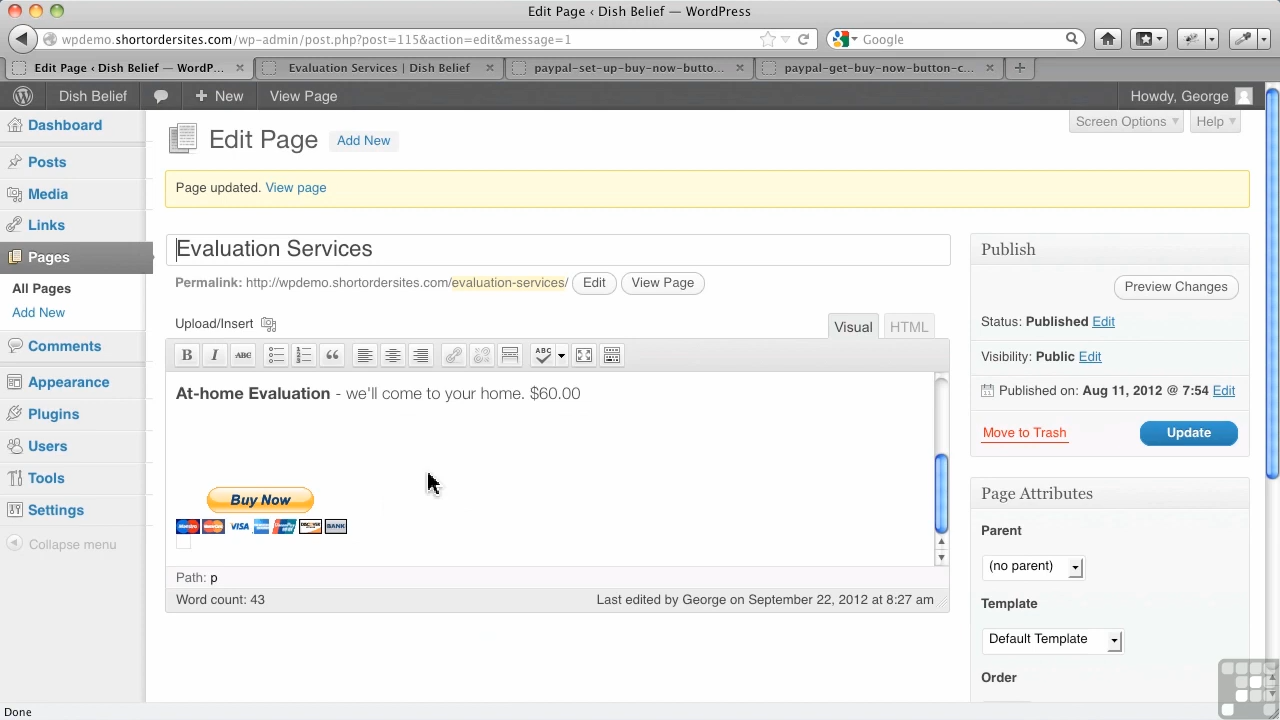 Edit Page ‹ Dish Belief — WordPress
wpdemo.shortordersites.com/wp-admin/post.php?post=115&action=edit&message=1
Google
Edit Page ‹ Dish Belief — WordP...
Evaluation Services | Dish Belief
paypal-set-up-buy-now-butto...
paypal-get-buy-now-button-c...
Dish Belief
New
View Page
Howdy, George
Screen Options
Help
Dashboard
Posts
Media
Links
Pages
All Pages
Add New
Comments
Appearance
Plugins
Users
Tools
Settings
Collapse menu
Edit Page
Add New
Page updated. View page
Evaluation Services
Permalink: http://wpdemo.shortordersites.com/evaluation-services/ Edit View Page
Upload/Insert
Visual
HTML
B I ABC ABC
At-home Evaluation - we'll come to your home. $60.00
Buy Now
VISA
BANK
Path: p
Word count: 43
Last edited by George on September 22, 2012 at 8:27 am
Publish
Preview Changes
Status: Published Edit
Visibility: Public Edit
Published on: Aug 11, 2012 @ 7:54 Edit
Move to Trash
Update
Page Attributes
Parent
(no parent)
Template
Default Template
Order
Done